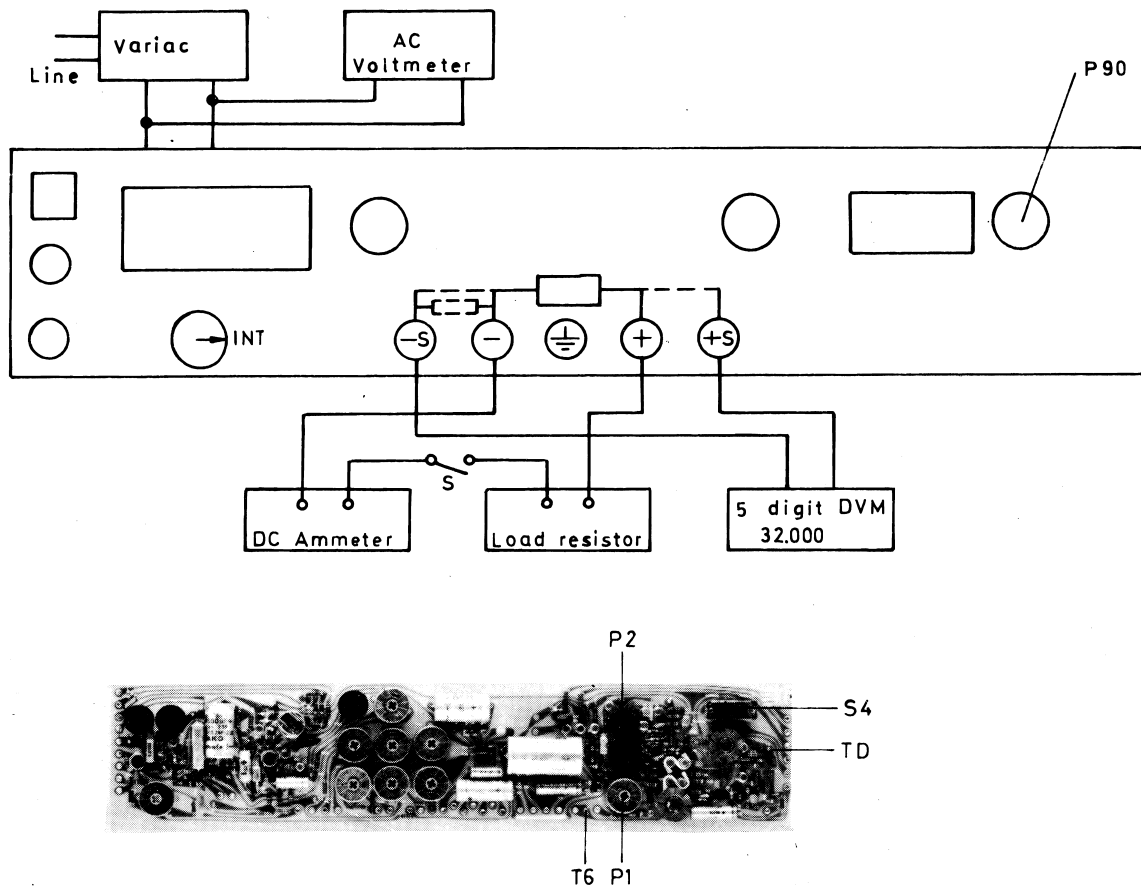 Variac
AC
Voltmeter
Line
P90
INT
-S
-
+
+S
S
DC Ammeter
Load resistor
5 digit DVM
32.000
P2
S4
TD
T6 P1